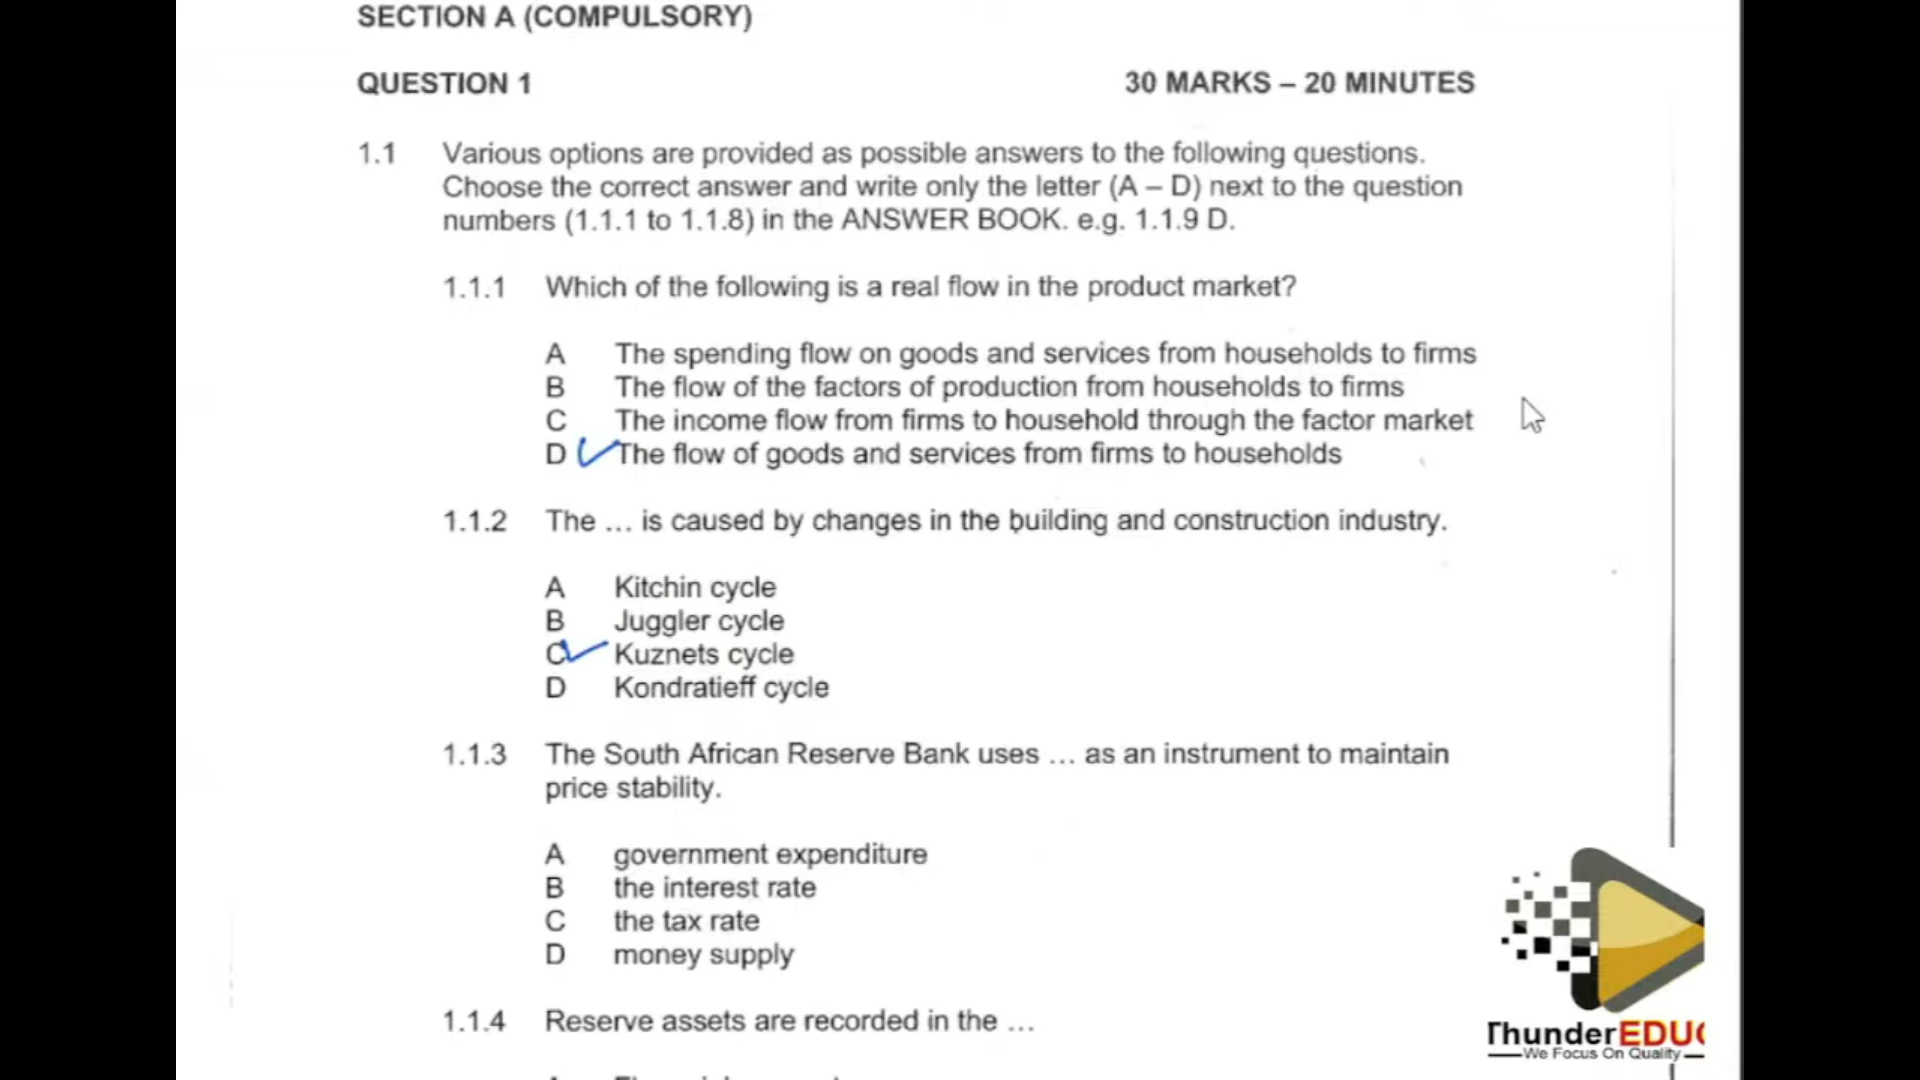 SECTION A (COMPULSORY)
QUESTION 1 30 MARKS – 20 MINUTES
1.1 Various options are provided as possible answers to the following questions.
Choose the correct answer and write only the letter (A – D) next to the question
numbers (1.1.1 to 1.1.8) in the ANSWER BOOK. e.g. 1.1.9 D.
1.1.1 Which of the following is a real flow in the product market?
A The spending flow on goods and services from households to firms
B The flow of the factors of production from households to firms
C The income flow from firms to household through the factor market
D The flow of goods and services from firms to households
1.1.2 The ... is caused by changes in the building and construction industry.
A Kitchin cycle
B Juggler cycle
C Kuznets cycle
D Kondratieff cycle
1.1.3 The South African Reserve Bank uses ... as an instrument to maintain
price stability.
A government expenditure
B the interest rate
C the tax rate
D money supply
1.1.4 Reserve assets are recorded in the ...
ThunderEDUC
We Focus On Quality